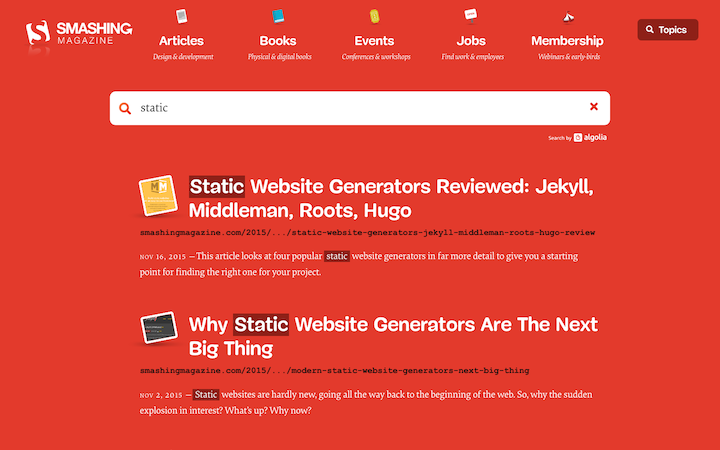 SMASHING
MAGAZINE
Articles
Design & development
Books
Physical & digital books
Events
Conferences & workshops
Jobs
Find work & employees
Membership
Webinars & early-birds
Topics
static
Search by algolia
Static Website Generators Reviewed: Jekyll,
Middleman, Roots, Hugo
smashingmagazine.com/2015/.../static-website-generators-jekyll-middleman-roots-hugo-review
NOV 16, 2015 —This article looks at four popular static website generators in far more detail to give you a starting
point for finding the right one for your project.
Why Static Website Generators Are The Next
Big Thing
smashingmagazine.com/2015/.../modern-static-website-generators-next-big-thing
NOV 2, 2015 — Static websites are hardly new, going all the way back to the beginning of the web. So, why the sudden
explosion in interest? What's up? Why now?